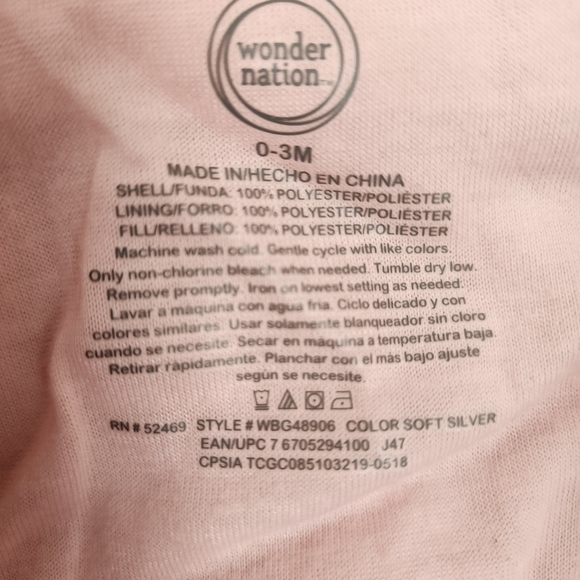 wonder
nation™
0-3M
MADE IN/HECHO EN CHINA
SHELL/FUNDA: 100% POLYESTER/POLIÉSTER
LINING/FORRO: 100% POLYESTER/POLIÉSTER
FILL/RELLENO: 100% POLYESTER/POLIÉSTER
Machine wash cold. Gentle cycle with like colors.
Only non-chlorine bleach when needed. Tumble dry low.
Remove promptly. Iron on lowest setting as needed.
Lavar a máquina con agua fría. Ciclo delicado y con
colores similares. Usar solamente blanqueador sin cloro
cuando se necesite. Secar en máquina a temperatura baja.
Retirar rápidamente. Planchar con el más bajo ajuste
según se necesite.
RN # 52469 STYLE # WBG48906 COLOR SOFT SILVER
EAN/UPC 7 6705294100 J47
CPSIA TCGC085103219-0518